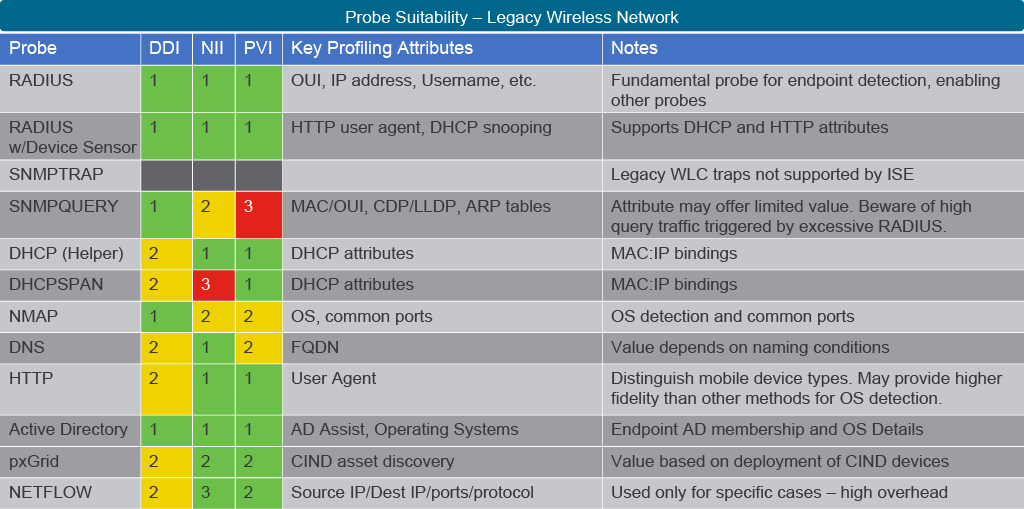 Probe Suitability – Legacy Wireless Network
Probe DDI NII PVI Key Profiling Attributes Notes
RADIUS 1 1 1 OUI, IP address, Username, etc. Fundamental probe for endpoint detection, enabling
other probes
RADIUS 1 1 1 HTTP user agent, DHCP snooping Supports DHCP and HTTP attributes
w/Device Sensor
SNMPTRAP Legacy WLC traps not supported by ISE
SNMPQUERY 1 2 3 MAC/OUI, CDP/LLDP, ARP tables Attribute may offer limited value. Beware of high
query traffic triggered by excessive RADIUS.
DHCP (Helper) 2 1 1 DHCP attributes MAC:IP bindings
DHCPSPAN 2 3 1 DHCP attributes MAC:IP bindings
NMAP 1 2 2 OS, common ports OS detection and common ports
DNS 2 1 2 FQDN Value depends on naming conditions
HTTP 2 1 1 User Agent Distinguish mobile device types. May provide higher
fidelity than other methods for OS detection.
Active Directory 1 1 1 AD Assist, Operating Systems Endpoint AD membership and OS Details
pxGrid 2 2 2 CIND asset discovery Value based on deployment of CIND devices
NETFLOW 2 3 2 Source IP/Dest IP/ports/protocol Used only for specific cases – high overhead